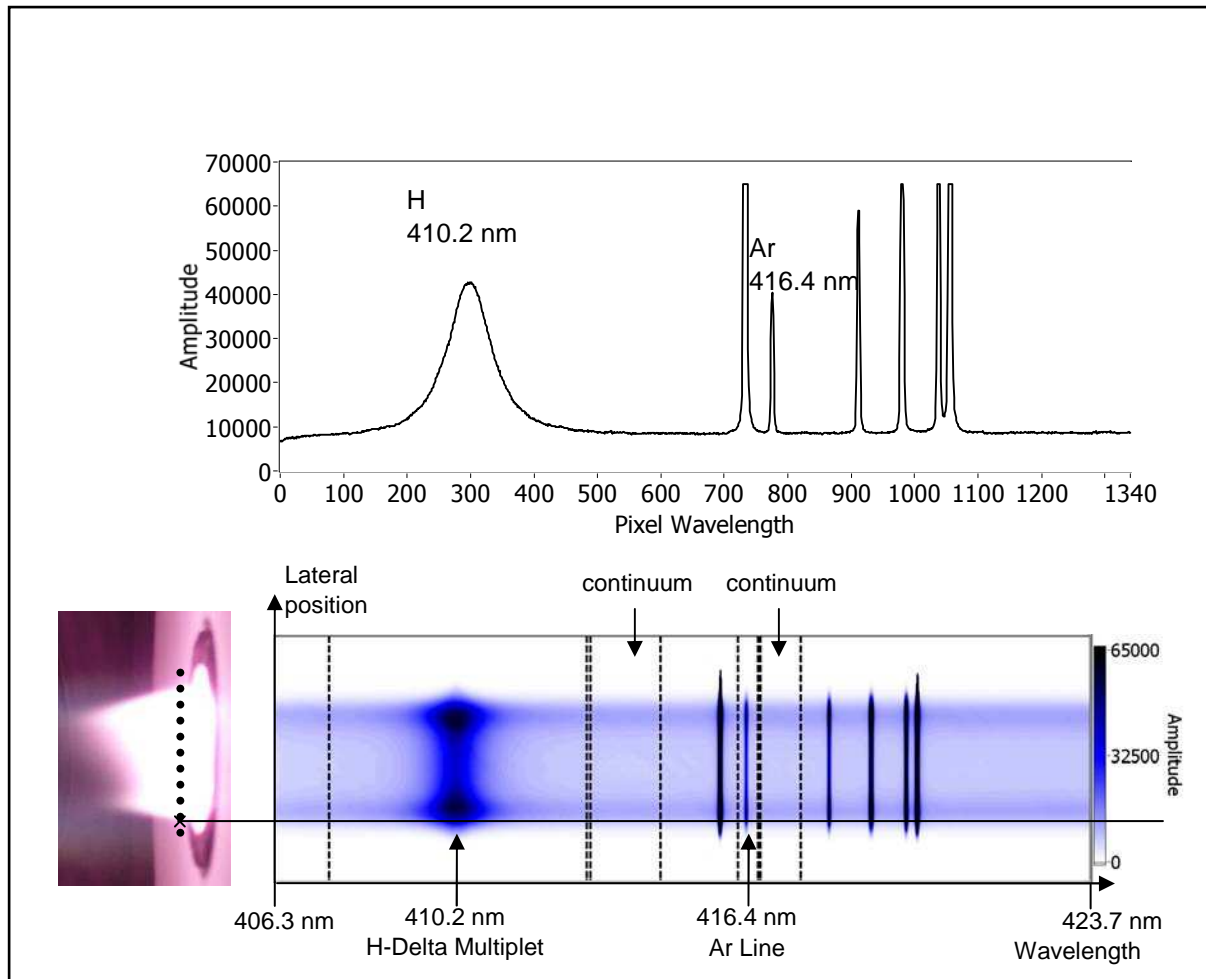 70000
60000
50000
40000
30000
20000
10000
0
Amplitude
H
410.2 nm
Ar
416.4 nm
0 100 200 300 400 500 600 700 800 900 1000 1100 1200 1340
Pixel Wavelength
Lateral
position
continuum continuum
65000
32500
0
Amplitude
406.3 nm 410.2 nm 416.4 nm 423.7 nm
H-Delta Multiplet Ar Line Wavelength